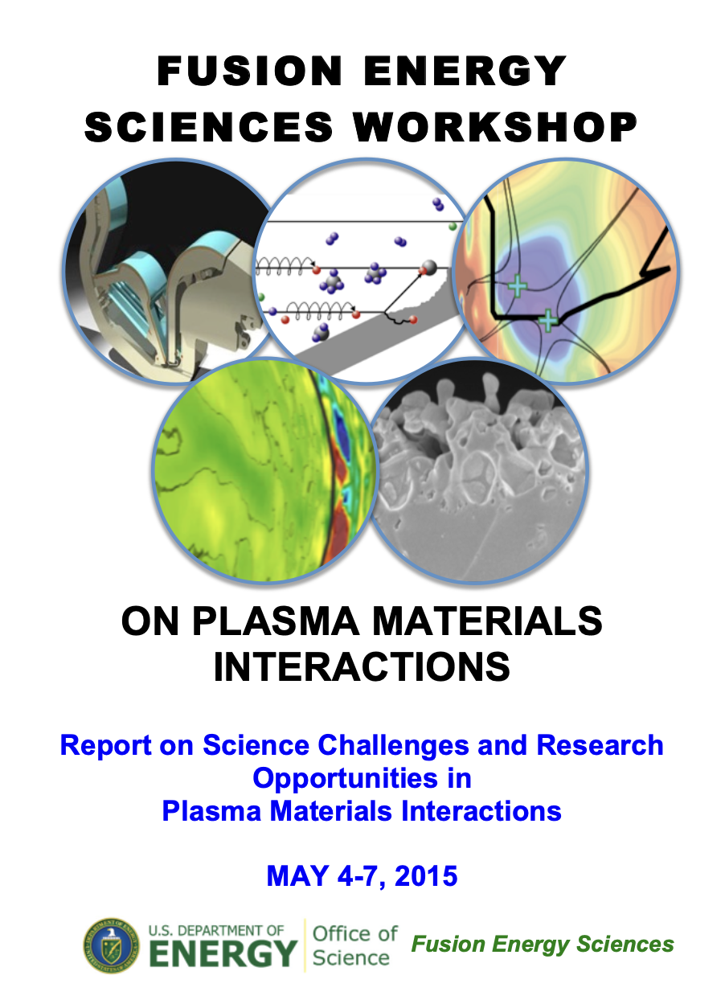 FUSION ENERGY
SCIENCES WORKSHOP
ON PLASMA MATERIALS
INTERACTIONS
Report on Science Challenges and Research
Opportunities in
Plasma Materials Interactions
MAY 4-7, 2015
U.S. DEPARTMENT OF
ENERGY
Office of
Science
Fusion Energy Sciences